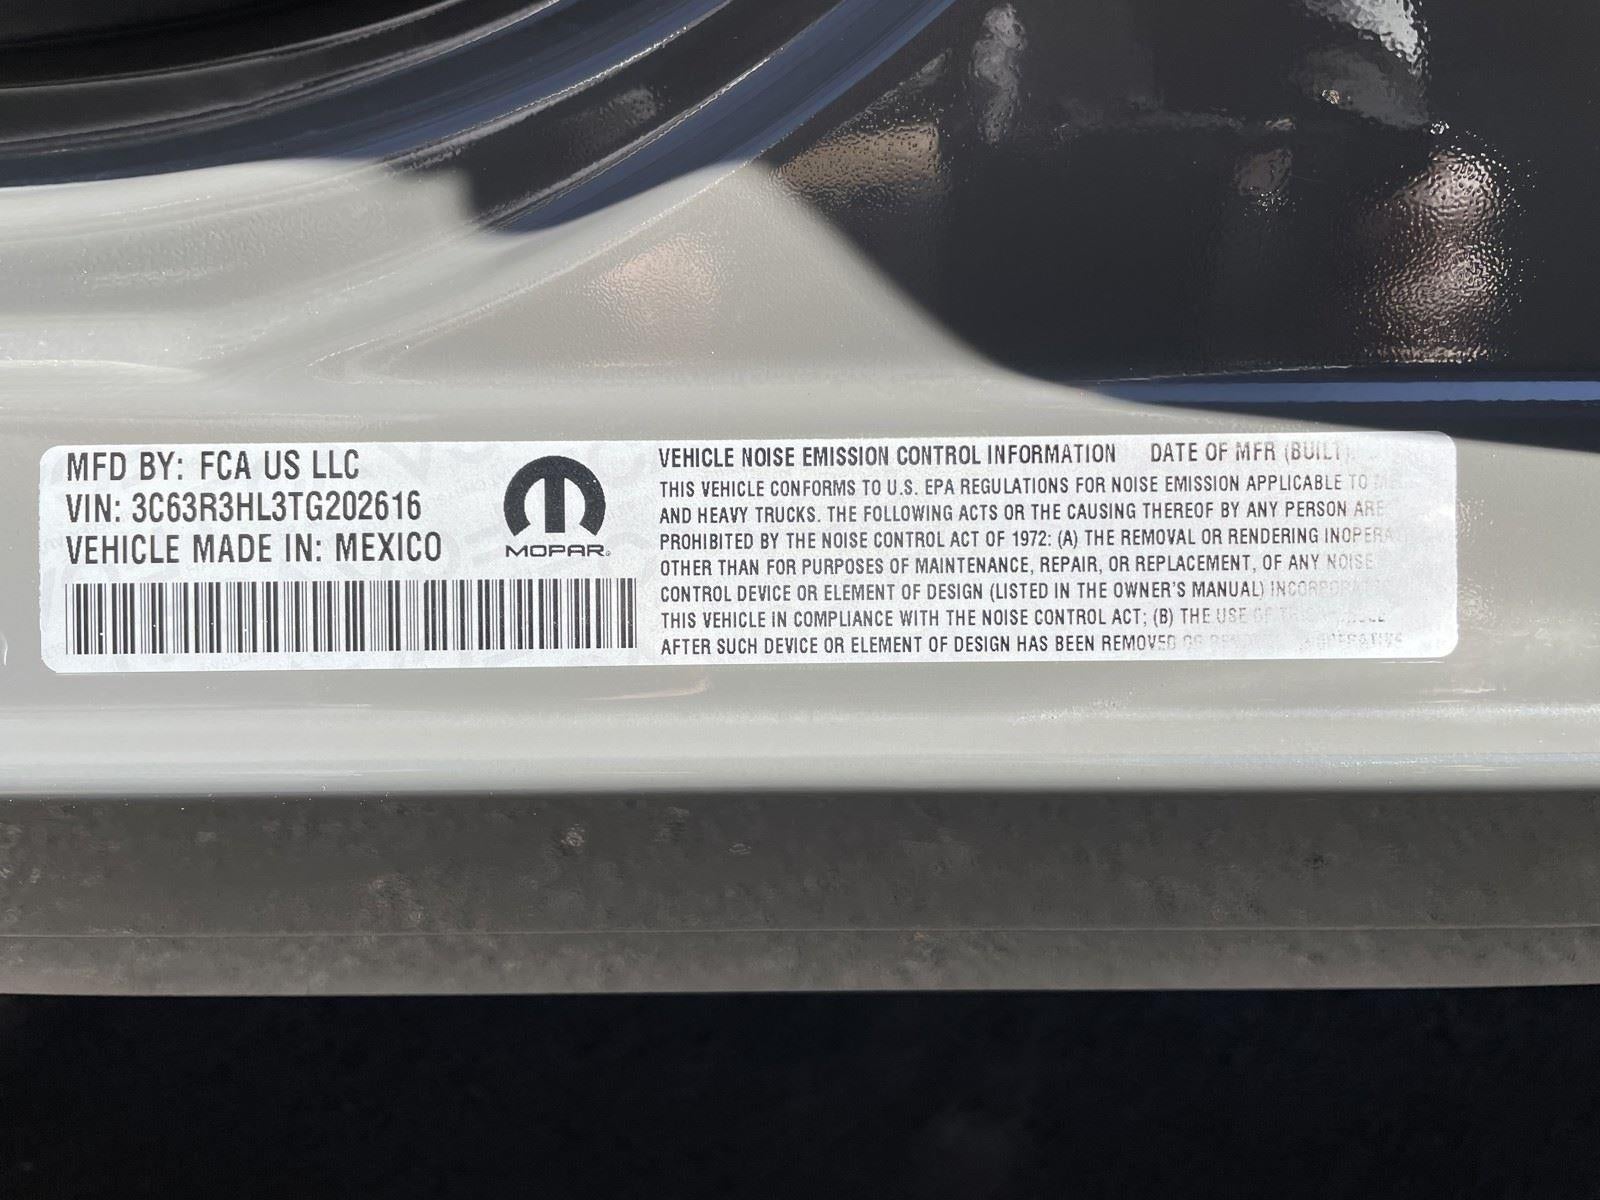 MFD BY: FCA US LLC
VIN: 3C63R3HL3TG202616
VEHICLE MADE IN: MEXICO
MOPAR®
VEHICLE NOISE EMISSION CONTROL INFORMATION DATE OF MFR (BUILT)
THIS VEHICLE CONFORMS TO U.S. EPA REGULATIONS FOR NOISE EMISSION APPLICABLE TO
AND HEAVY TRUCKS. THE FOLLOWING ACTS OR THE CAUSING THEREOF BY ANY PERSON ARE
PROHIBITED BY THE NOISE CONTROL ACT OF 1972: (A) THE REMOVAL OR RENDERING
OTHER THAN FOR PURPOSES OF MAINTENANCE, REPAIR, OR REPLACEMENT, OF ANY NOISE
CONTROL DEVICE OR ELEMENT OF DESIGN (LISTED IN THE OWNER'S MANUAL)
THIS VEHICLE IN COMPLIANCE WITH THE NOISE CONTROL ACT; (B) THE USE OF
AFTER SUCH DEVICE OR ELEMENT OF DESIGN HAS BEEN REMOVED OR